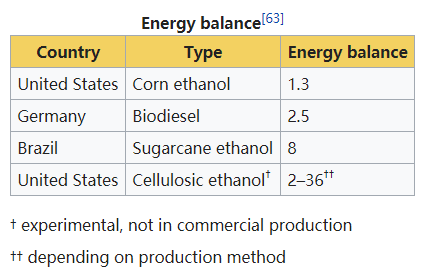 Energy balance[63]
Country Type Energy balance
United States Corn ethanol 1.3
Germany Biodiesel 2.5
Brazil Sugarcane ethanol 8
United States Cellulosic ethanol† 2–36††
† experimental, not in commercial production
†† depending on production method